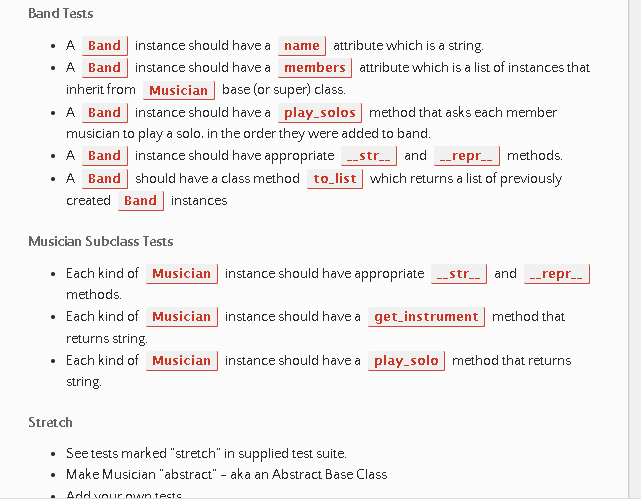 Band Tests
A Band instance should have a name attribute which is a string.
A Band instance should have a members attribute which is a list of instances that
inherit from Musician base (or super) class.
A Band instance should have a play_solos method that asks each member
musician to play a solo, in the order they were added to band.
A Band instance should have appropriate __str__ and __repr__ methods.
A Band should have a class method to_list which returns a list of previously
created Band instances
Musician Subclass Tests
Each kind of Musician instance should have appropriate __str__ and __repr__
methods.
Each kind of Musician instance should have a get_instrument method that
returns string.
Each kind of Musician instance should have a play_solo method that returns
string.
Stretch
See tests marked "stretch" in supplied test suite.
Make Musician "abstract" – aka an Abstract Base Class
Add your own tests